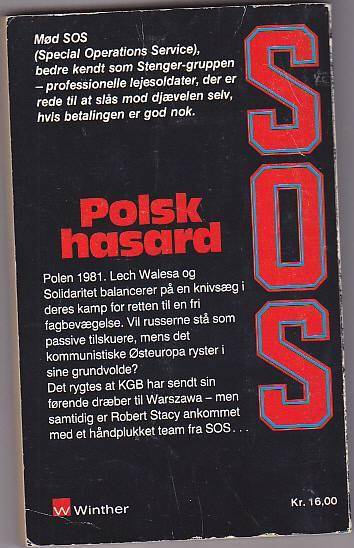 Mød SOS
(Special Operations Service),
bedre kendt som Stenger-gruppen
– professionelle lejesoldater, der er
rede til at slås mod djævelen selv,
hvis betalingen er god nok.
SOS
Polsk
hasard
Polen 1981. Lech Walesa og
Solidaritet balancerer på en knivsæg i
deres kamp for retten til en fri
fagbevægelse. Vil russerne stå som
passive tilskuere, mens det
kommunistiske Østeuropa ryster i
sine grundvolde?
Det rygtes at KGB har sendt sin
førende dræber til Warszawa – men
samtidig er Robert Stacy ankommet
med et håndplukket team fra SOS...
W Winther
Kr. 16,00